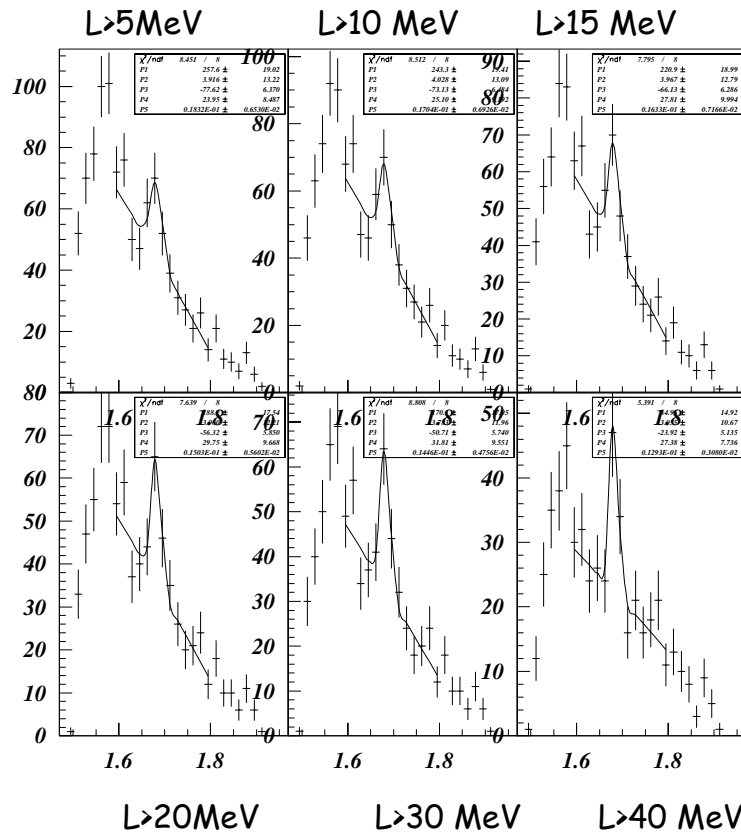 L>5MeV L>10 MeV L>15 MeV
χ²/ndf 8.451 / 8
P1 257.6 ± 19.02
P2 3.916 ± 13.22
P3 -77.62 ± 6.370
P4 23.95 ± 8.487
P5 0.1832E-01 ± 0.6530E-02
χ²/ndf 8.512 / 8
P1 243.3 ±
P2 4.028 ± 13.09
P3 -73.13 ±
P4 25.10 ±
P5 0.1704E-01 ± 0.6926E-02
χ²/ndf 7.795 / 8
P1 220.9 ± 18.99
P2 3.967 ± 12.79
P3 -66.13 ± 6.286
P4 27.81 ± 9.994
P5 0.1633E-01 ± 0.7166E-02
100
80
60
40
20
0
100
80
60
40
20
0
90
80
70
60
50
40
30
20
10
0
1.6 1.8 1.6 1.8 1.6 1.8
χ²/ndf 7.639 / 8
P1 ± 17.54
P2
P3 -56.32 ± 5.850
P4 29.75 ± 9.668
P5 0.1503E-01 ± 0.5602E-02
χ²/ndf 8.808 / 8
P1
P2 11.96
P3 -50.71 ± 5.740
P4 31.81 ± 9.551
P5 0.1446E-01 ± 0.4756E-02
χ²/ndf 5.391 / 8
P1 ± 14.92
P2 ± 10.67
P3 -23.92 ± 5.135
P4 27.38 ± 7.736
P5 0.1293E-01 ± 0.3080E-02
80
70
60
50
40
30
20
10
0
70
60
50
40
30
20
10
0
50
40
30
20
10
0
1.6 1.8 1.6 1.8 1.6 1.8
L>20MeV L>30 MeV L>40 MeV